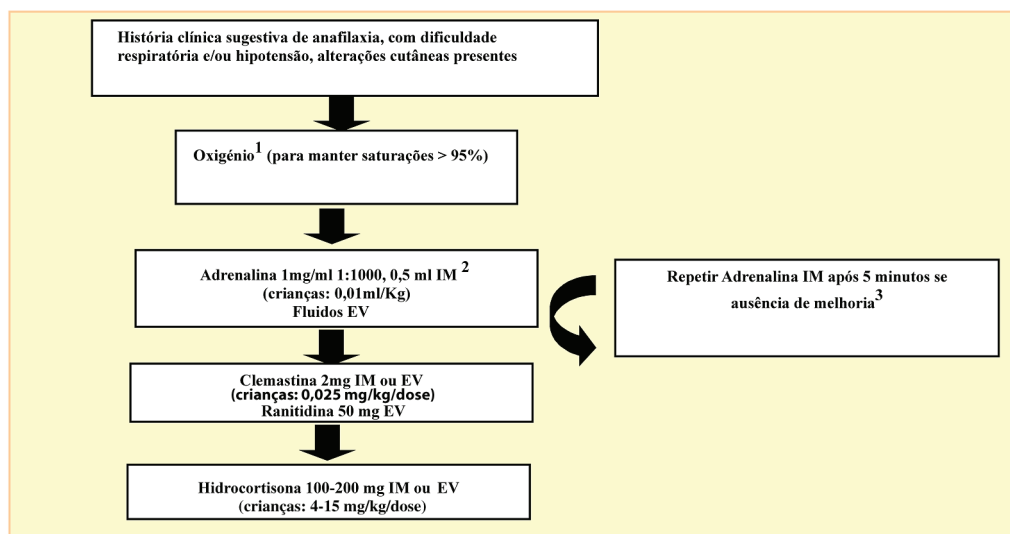 História clínica sugestiva de anafilaxia, com dificuldade
respiratória e/ou hipotensão, alterações cutâneas presentes
Oxigénio1 (para manter saturações > 95%)
Adrenalina 1mg/ml 1:1000, 0,5 ml IM 2
(crianças: 0,01ml/Kg)
Fluidos EV
Repetir Adrenalina IM após 5 minutos se
ausência de melhoria3
Clemastina 2mg IM ou EV
(crianças: 0,025 mg/kg/dose)
Ranitidina 50 mg EV
Hidrocortisona 100-200 mg IM ou EV
(crianças: 4-15 mg/kg/dose)